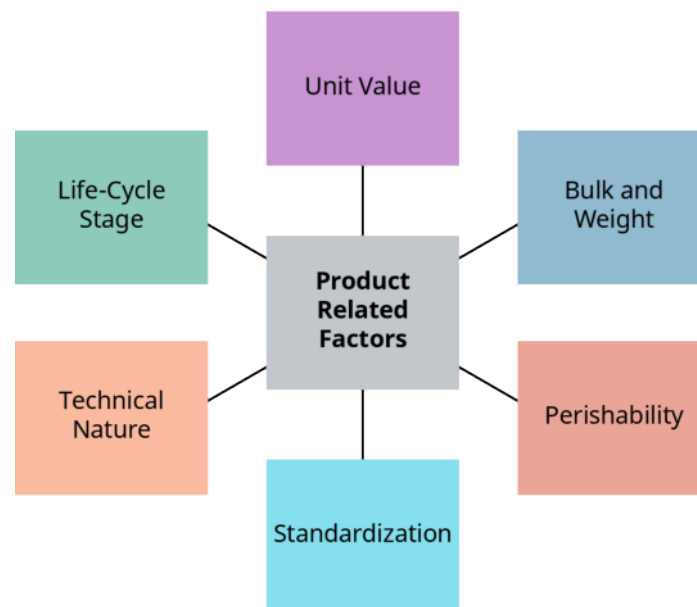 Unit Value
Life-Cycle
Stage
Bulk and
Weight
Product
Related
Factors
Technical
Nature
Perishability
Standardization